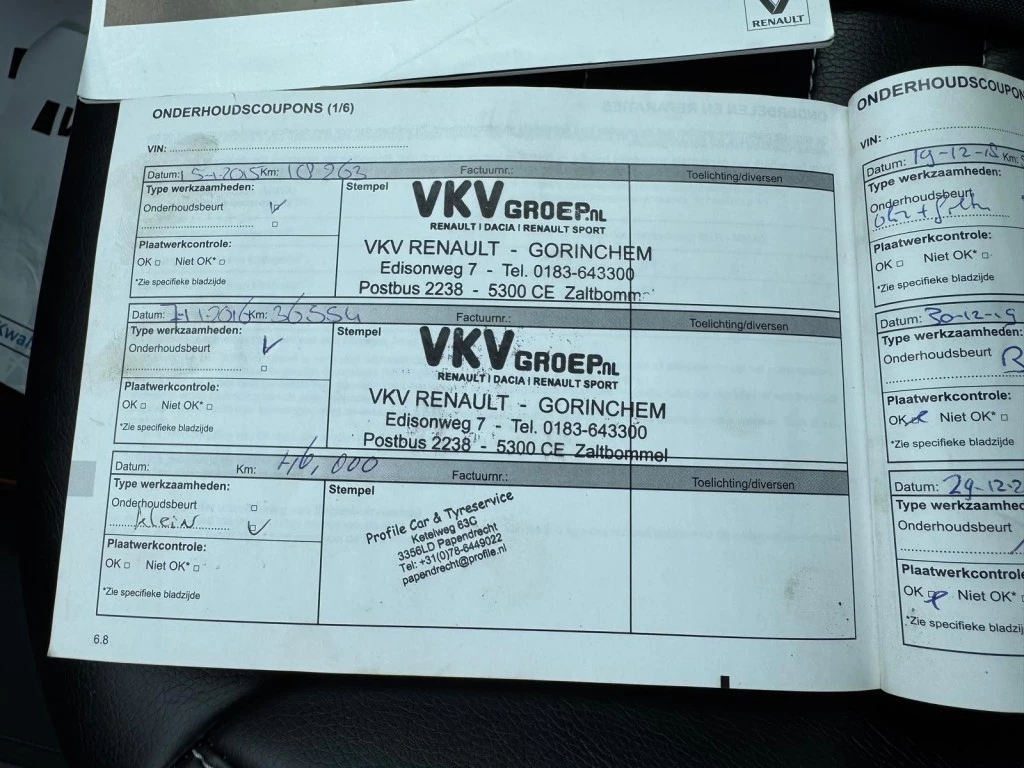 RENAULT
ONDERHOUDSCOUPONS (1/6)
VIN:
Datum: 5-1-2015 Km: 18263 Factuurnr.: Toelichting/diversen
Type werkzaamheden: Stempel
Onderhoudsbeurt
VKV GROEP.NL
RENAULT | DACIA | RENAULT SPORT
VKV RENAULT - GORINCHEM
Edisonweg 7 - Tel. 0183-643300
Postbus 2238 - 5300 CE Zaltbomm
Plaatwerkcontrole:
OK Niet OK*
*Zie specifieke bladzijde
Datum: 7-11-2016 Km: 36554 Factuurnr.: Toelichting/diversen
Type werkzaamheden: Stempel
Onderhoudsbeurt
VKV GROEP.NL
RENAULT | DACIA | RENAULT SPORT
VKV RENAULT - GORINCHEM
Edisonweg 7 - Tel. 0183-643300
Postbus 2238 - 5300 CE Zaltbommel
Plaatwerkcontrole:
OK Niet OK*
*Zie specifieke bladzijde
Datum: Km: 46,000 Factuurnr.: Toelichting/diversen
Type werkzaamheden: Stempel
Onderhoudsbeurt
klein
Profile Car & Tyreservice
Ketelweg 63C
3356LD Papendrecht
Tel: +31(0)78-6449022
papendrecht@profile.nl
Plaatwerkcontrole:
OK Niet OK*
*Zie specifieke bladzijde
6.8
ONDERHOUDSCOUPON
VIN:
Datum: 19-12-18 Km:
Type werkzaamheden:
Onderhoudsbeurt
Plaatwerkcontrole:
OK Niet OK*
*Zie specifieke bladzijde
Datum: 30-12-19
Type werkzaamheden:
Onderhoudsbeurt
Plaatwerkcontrole:
OK Niet OK*
*Zie specifieke bladzijde
Datum: 29-12-2
Type werkzaamhed
Onderhoudsbeurt
Plaatwerkcontrole
OK Niet OK*
*Zie specifieke bladzij